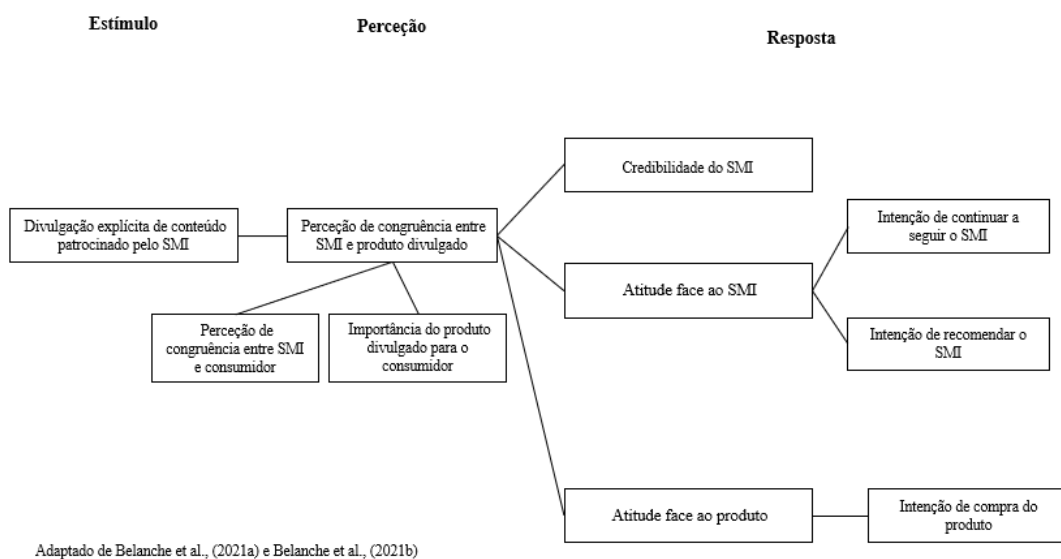 Estímulo
Perceção
Resposta
Credibilidade do SMI
Divulgação explícita de conteúdo
patrocinado pelo SMI
Perceção de congruência entre
SMI e produto divulgado
Intenção de continuar a
seguir o SMI
Atitude face ao SMI
Perceção de
congruência entre SMI
e consumidor
Importância do produto
divulgado para o
consumidor
Intenção de recomendar o
SMI
Atitude face ao produto
Intenção de compra do
produto
Adaptado de Belanche et al., (2021a) e Belanche et al., (2021b)